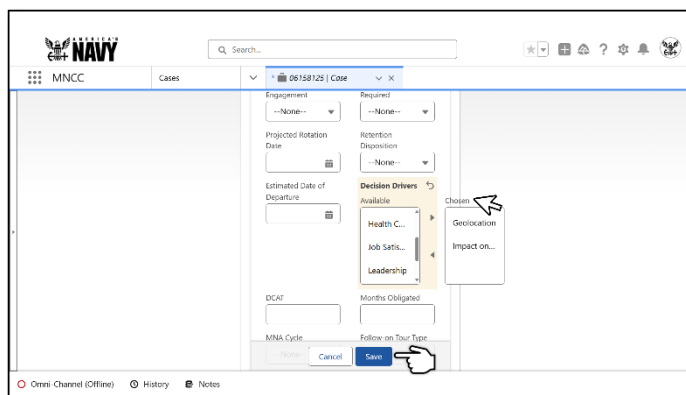 AMERICA'S
NAVY
Search...
MNCC
Cases
* 06158125 | Case
Engagement
Required
--None--
--None--
Projected Rotation
Date
Retention
Disposition
--None--
Estimated Date of
Departure
Decision Drivers
Available
Chosen
Health C...
Job Satis...
Leadership
Geolocation
Impact on...
DCAT
Months Obligated
MNA Cycle
Follow-on Tour Type
--None--
Cancel
Save
Omni-Channel (Offline)
History
Notes